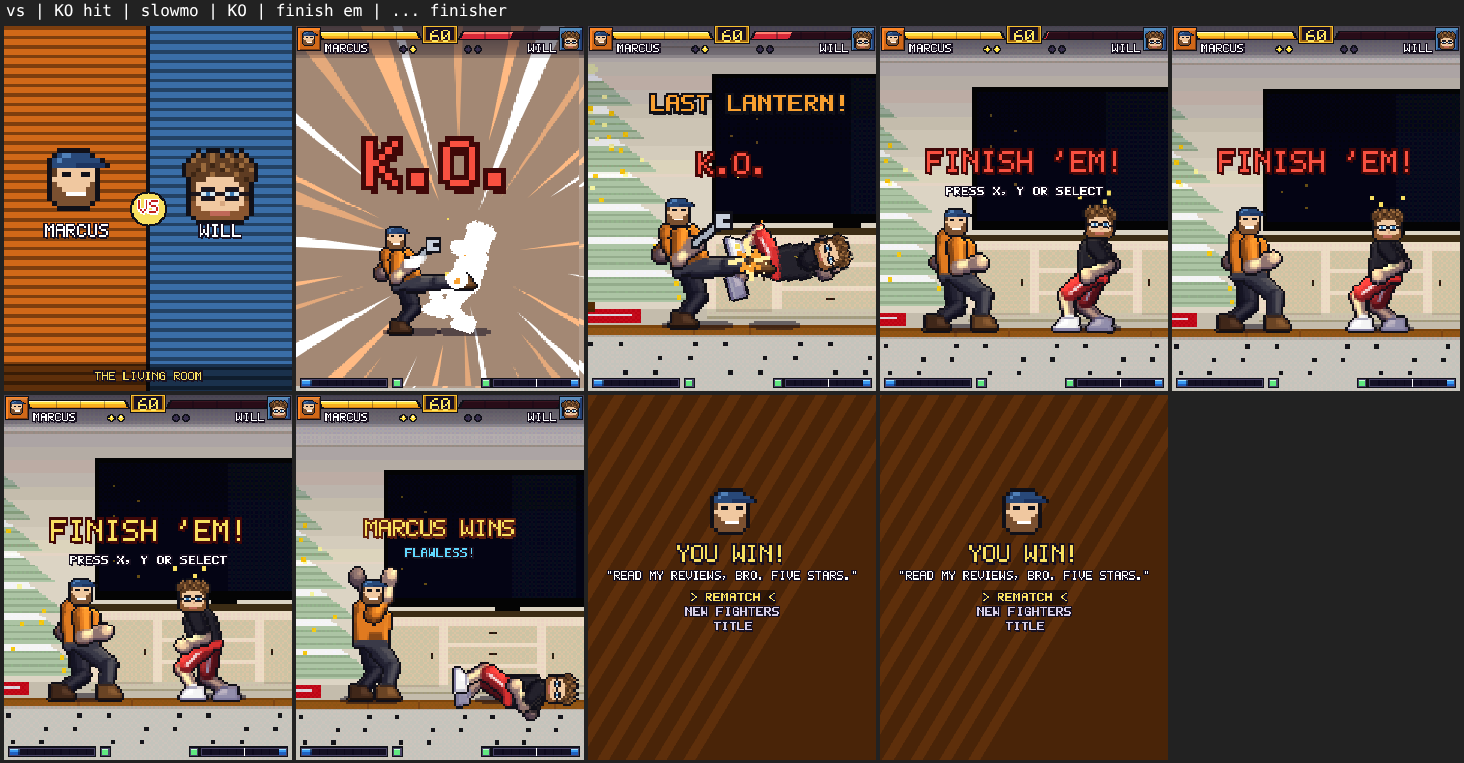 vs | KO hit | slowmo | KO | finish em | ... finisher
MARCUS
VS
WILL
THE LIVING ROOM
60
MARCUS
WILL
K.O.
60
MARCUS
WILL
LAST LANTERN!
K.O.
60
MARCUS
WILL
FINISH 'EM!
PRESS X, Y OR SELECT
60
MARCUS
WILL
FINISH 'EM!
60
MARCUS
WILL
FINISH 'EM!
PRESS X, Y OR SELECT
60
MARCUS
WILL
MARCUS WINS
FLAWLESS!
YOU WIN!
"READ MY REVIEWS, BRO. FIVE STARS."
> REMATCH <
NEW FIGHTERS
TITLE
YOU WIN!
"READ MY REVIEWS, BRO. FIVE STARS."
> REMATCH <
NEW FIGHTERS
TITLE